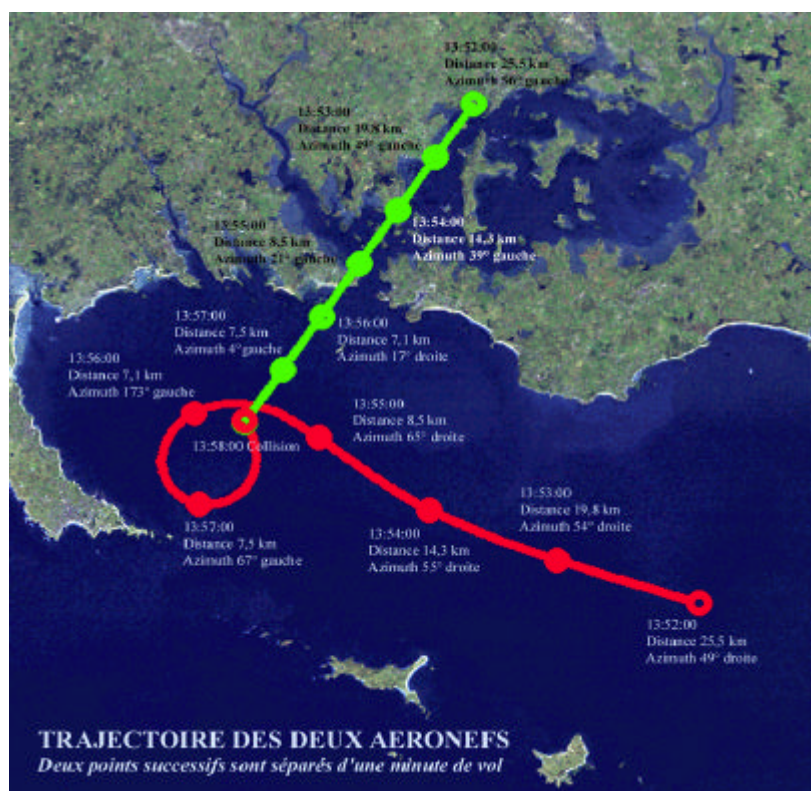 13:52:00
Distance 25,5 km
Azimuth 56° gauche
13:53:00
Distance 19,8 km
Azimuth 49° gauche
13:54:00
Distance 14,3 km
Azimuth 39° gauche
13:55:00
Distance 8,5 km
Azimuth 21° gauche
13:57:00
Distance 7,5 km
Azimuth 4° gauche
13:56:00
Distance 7,1 km
Azimuth 17° droite
13:56:00
Distance 7,1 km
Azimuth 173° gauche
13:55:00
Distance 8,5 km
Azimuth 65° droite
13:58:00 Collision
13:53:00
Distance 19,8 km
Azimuth 54° droite
13:57:00
Distance 7,5 km
Azimuth 67° gauche
13:54:00
Distance 14,3 km
Azimuth 55° droite
13:52:00
Distance 25,5 km
Azimuth 49° droite
TRAJECTOIRE DES DEUX AERONEFS
Deux points successifs sont séparés d'une minute de vol